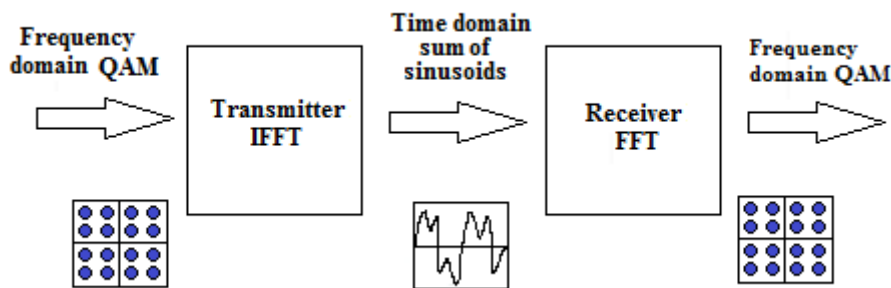 Frequency
domain QAM
Transmitter
IFFT
Time domain
sum of
sinusoids
Receiver
FFT
Frequency
domain QAM